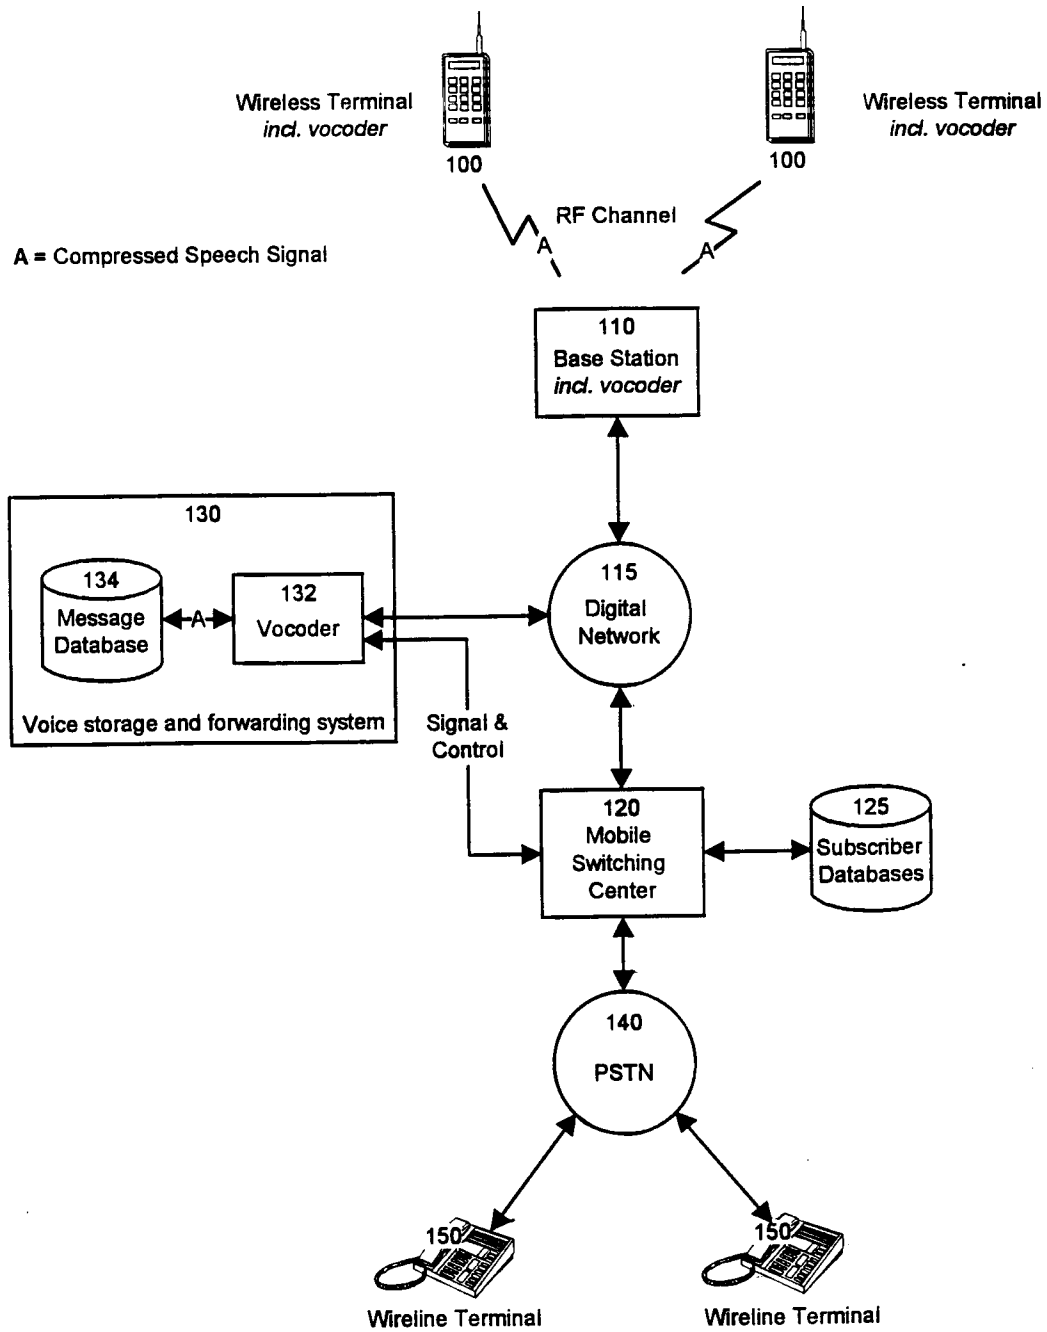 Wireless Terminal
incl. vocoder
100
Wireless Terminal
incl. vocoder
100
RF Channel
A
A
A = Compressed Speech Signal
110
Base Station
incl. vocoder
130
134
Message
Database
A
132
Vocoder
Voice storage and forwarding system
115
Digital
Network
Signal &
Control
120
Mobile
Switching
Center
125
Subscriber
Databases
140
PSTN
150
Wireline Terminal
150
Wireline Terminal